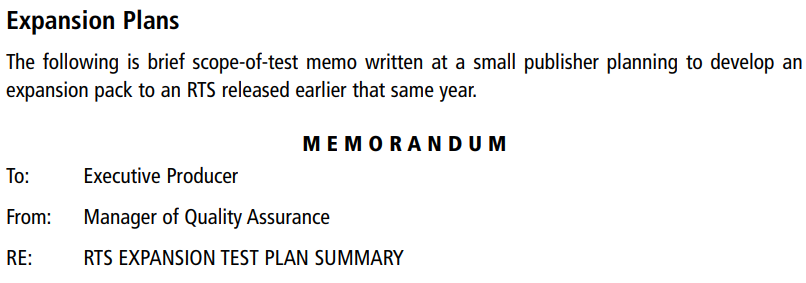 Expansion Plans
The following is brief scope-of-test memo written at a small publisher planning to develop an
expansion pack to an RTS released earlier that same year.
MEMORANDUM
To: Executive Producer
From: Manager of Quality Assurance
RE: RTS EXPANSION TEST PLAN SUMMARY